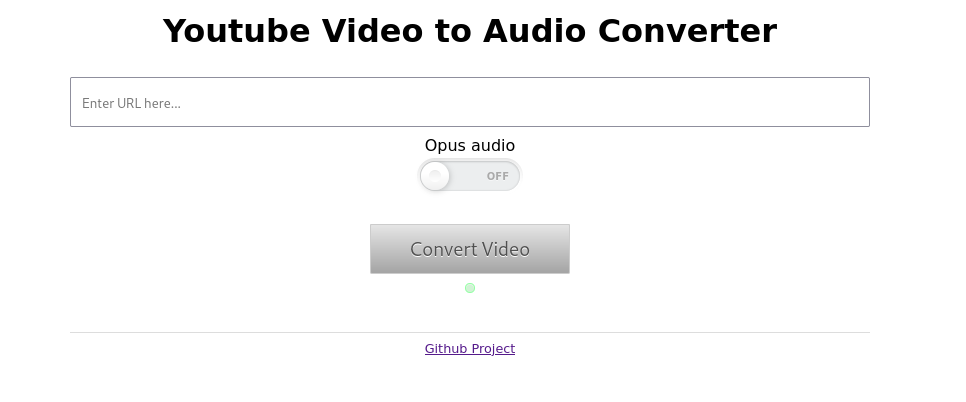 Youtube Video to Audio Converter
Enter URL here...
Opus audio
OFF
Convert Video
Github Project